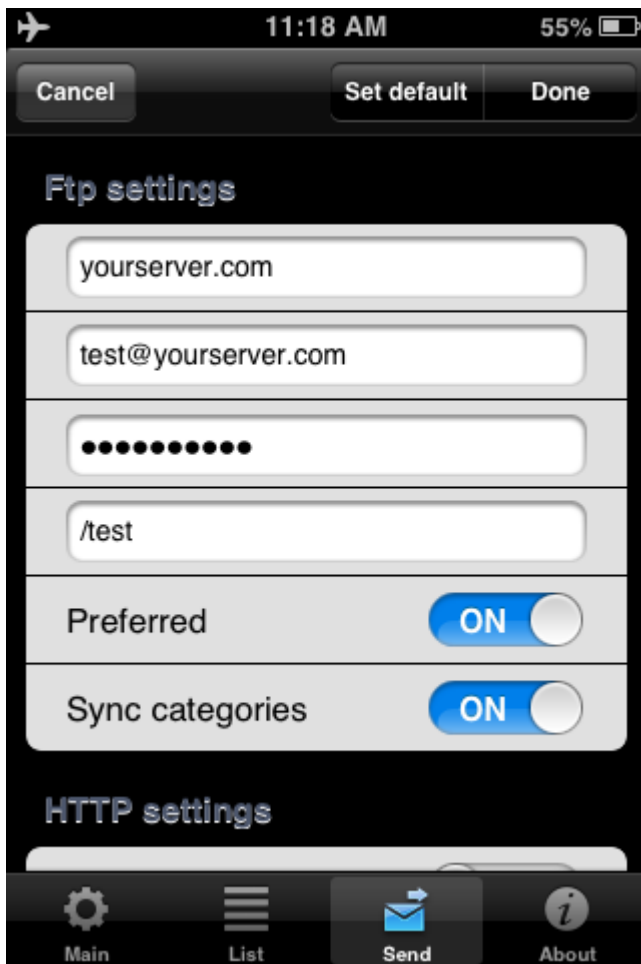 11:18 AM 55%
Cancel Set default Done
Ftp settings
yourserver.com
test@yourserver.com
••••••••••
/test
Preferred ON
Sync categories ON
HTTP settings
Main List Send About